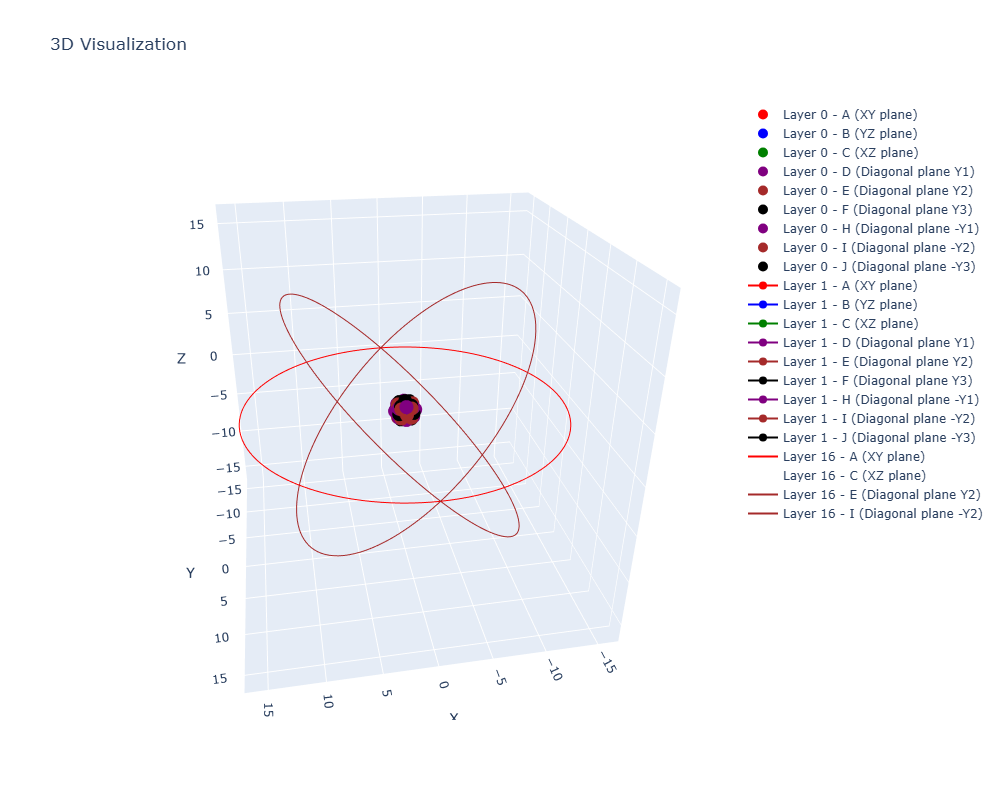 3D Visualization
Layer 0 - A (XY plane)
Layer 0 - B (YZ plane)
Layer 0 - C (XZ plane)
Layer 0 - D (Diagonal plane Y1)
Layer 0 - E (Diagonal plane Y2)
Layer 0 - F (Diagonal plane Y3)
Layer 0 - H (Diagonal plane -Y1)
Layer 0 - I (Diagonal plane -Y2)
Layer 0 - J (Diagonal plane -Y3)
Layer 1 - A (XY plane)
Layer 1 - B (YZ plane)
Layer 1 - C (XZ plane)
Layer 1 - D (Diagonal plane Y1)
Layer 1 - E (Diagonal plane Y2)
Layer 1 - F (Diagonal plane Y3)
Layer 1 - H (Diagonal plane -Y1)
Layer 1 - I (Diagonal plane -Y2)
Layer 1 - J (Diagonal plane -Y3)
Layer 16 - A (XY plane)
Layer 16 - C (XZ plane)
Layer 16 - E (Diagonal plane Y2)
Layer 16 - I (Diagonal plane -Y2)
15
10
5
Z
0
−5
−10
−15
−15
−10
−5
Y
0
5
10
15
15
10
5
0
−5
−10
−15
X